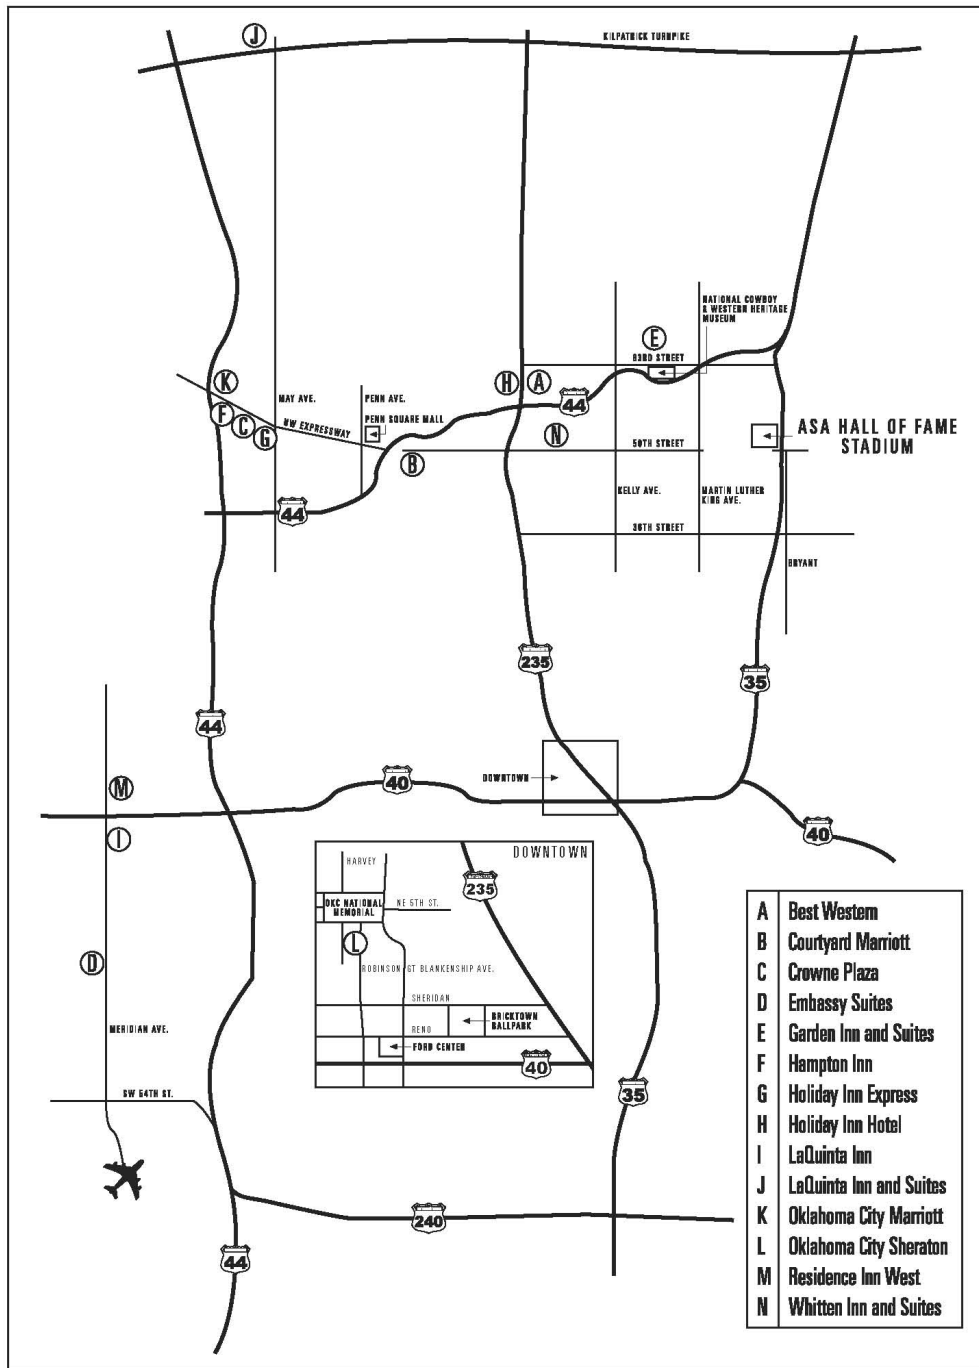 J
KILPATRICK TURNPIKE
NATIONAL COWBOY
& WESTERN HERITAGE
MUSEUM
E
63RD STREET
K
H
A
MAY AVE.
PENN AVE.
44
F
PENN SQUARE MALL
C
NW EXPRESSWAY
G
N
50TH STREET
ASA HALL OF FAME
STADIUM
B
KELLY AVE.
MARTIN LUTHER
KING AVE.
44
36TH STREET
BRYANT
235
35
44
M
40
DOWNTOWN
I
40
DOWNTOWN
HARVEY
235
OKC NATIONAL
MEMORIAL
NE 5TH ST.
L
D
ROBINSON
GT BLANKENSHIP AVE.
SHERIDAN
MERIDIAN AVE.
RENO
BRICKTOWN
BALLPARK
FORD CENTER
40
SW 54TH ST.
35
240
44
A Best Western
B Courtyard Marriott
C Crowne Plaza
D Embassy Suites
E Garden Inn and Suites
F Hampton Inn
G Holiday Inn Express
H Holiday Inn Hotel
I LaQuinta Inn
J LaQuinta Inn and Suites
K Oklahoma City Marriott
L Oklahoma City Sheraton
M Residence Inn West
N Whitten Inn and Suites